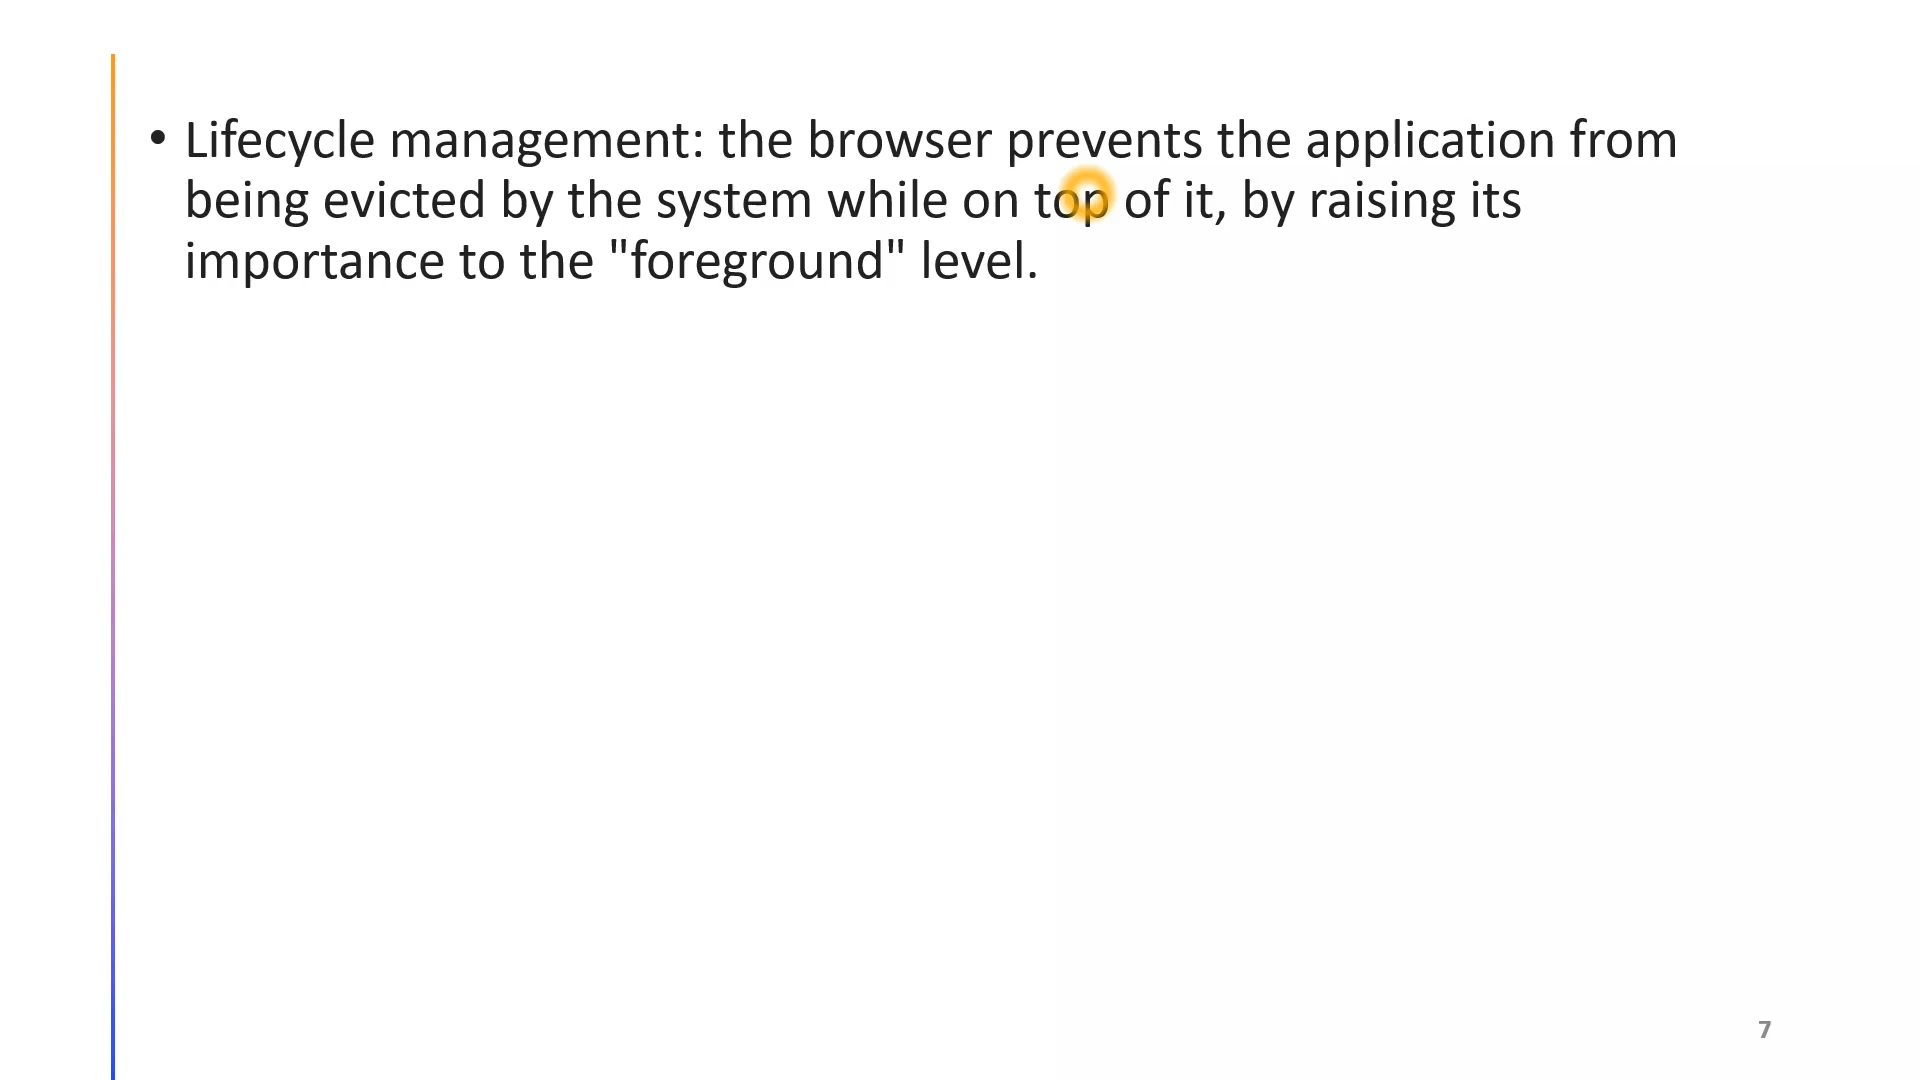 • Lifecycle management: the browser prevents the application from
being evicted by the system while on top of it, by raising its
importance to the "foreground" level.
7